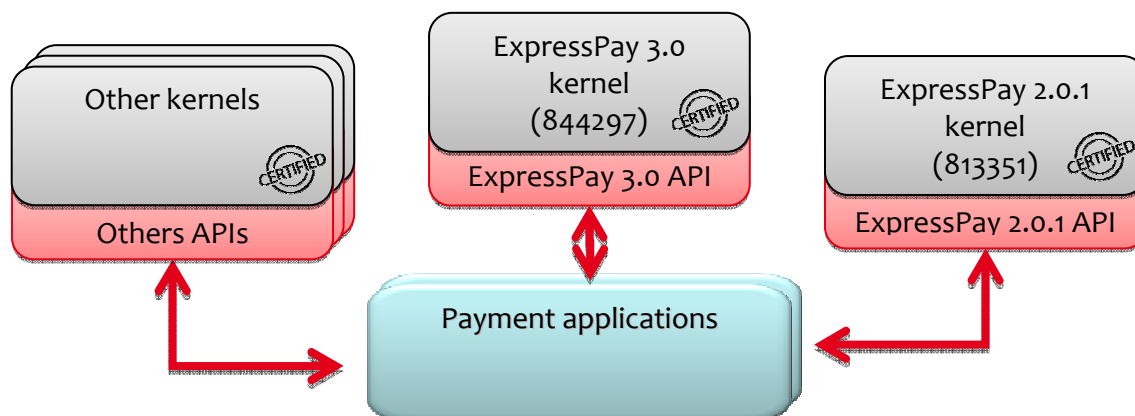 Other kernels
CERTIFIED
Others APIs
ExpressPay 3.0
kernel
(844297)
CERTIFIED
ExpressPay 3.0 API
ExpressPay 2.0.1
kernel
(813351)
CERTIFIED
ExpressPay 2.0.1 API
Payment applications